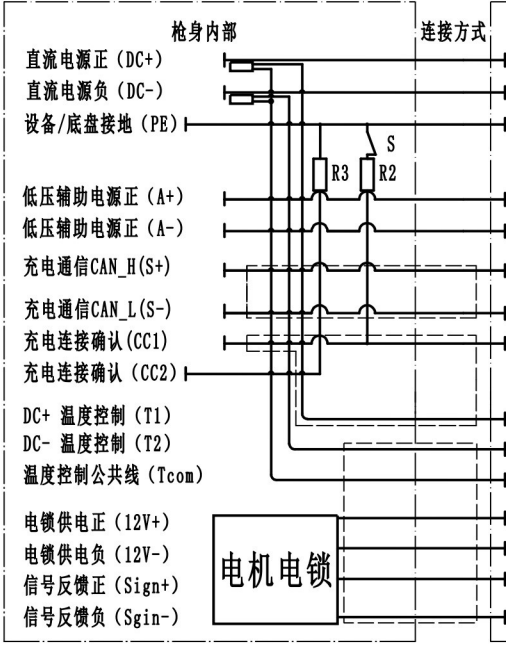 枪身内部
连接方式
直流电源正（DC+）
直流电源负（DC-）
设备/底盘接地（PE）
S
R3
R2
低压辅助电源正（A+）
低压辅助电源正（A-）
充电通信CAN_H(S+)
充电通信CAN_L(S-)
充电连接确认(CC1)
充电连接确认（CC2）
DC+ 温度控制（T1）
DC- 温度控制（T2）
温度控制公共线（Tcom）
电锁供电正（12V+）
电锁供电负（12V-）
信号反馈正（Sign+）
信号反馈负（Sgin-）
电机电锁